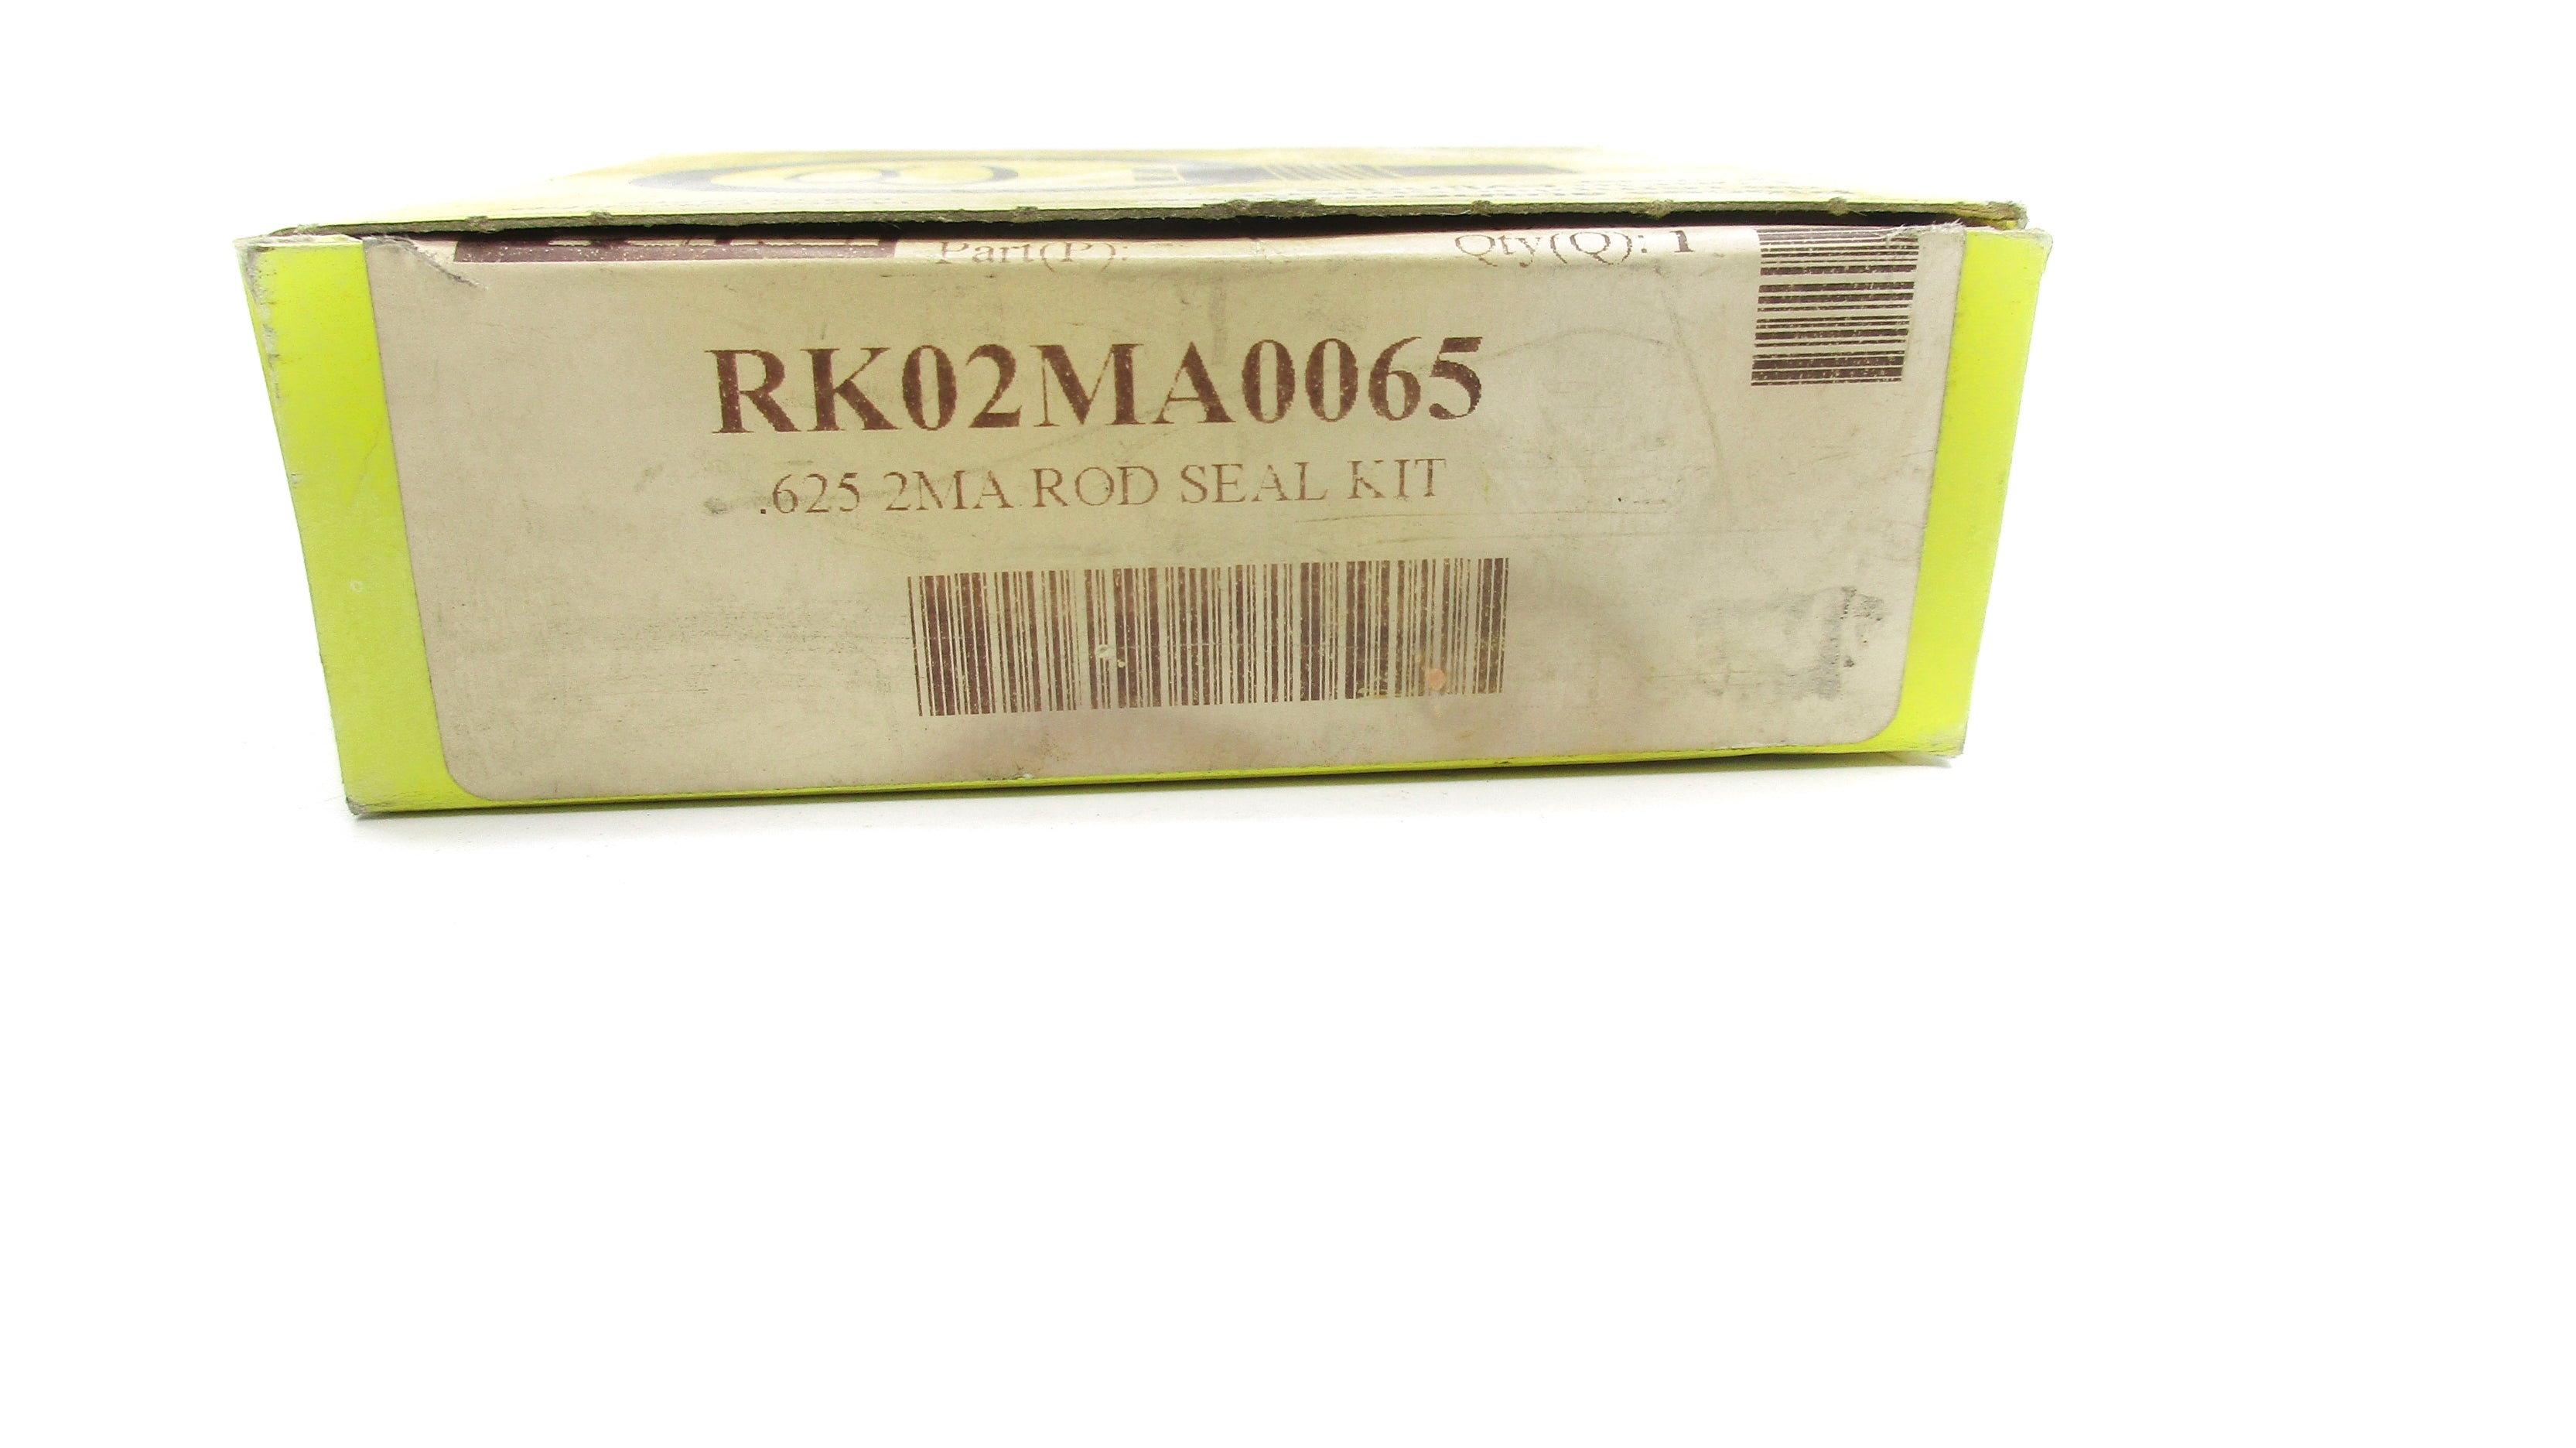 Part(P): Qty(Q): 1
RK02MA0065
.625 2MA ROD SEAL KIT